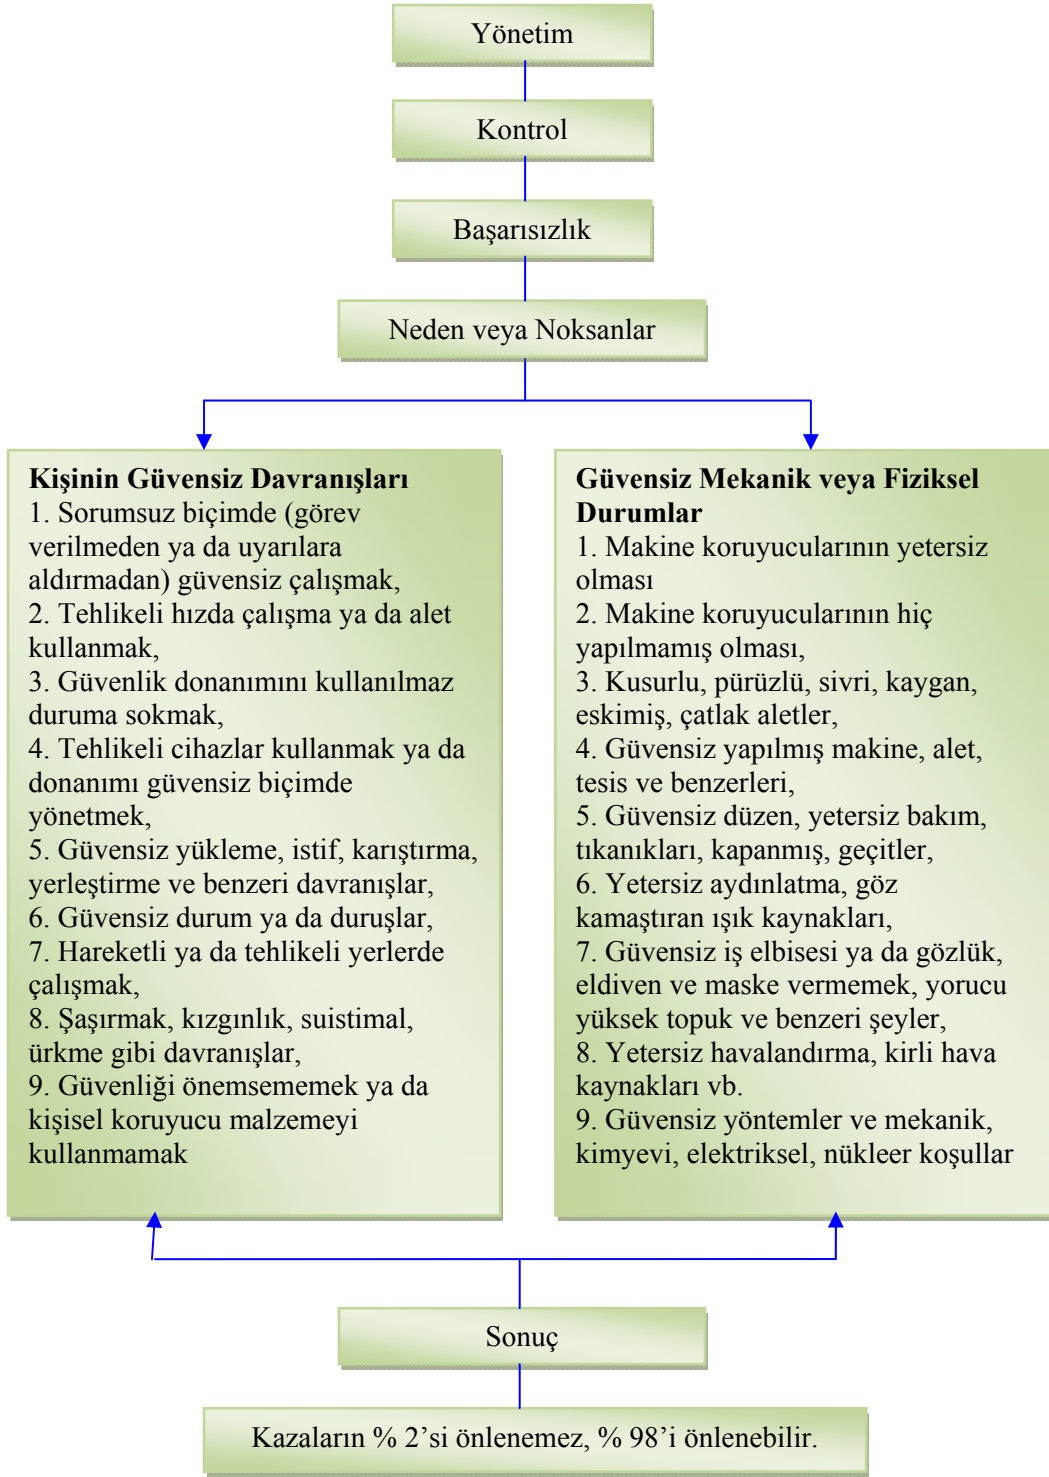 Yönetim
Kontrol
Başarısızlık
Neden veya Noksanlar
Kişinin Güvensiz Davranışları
1. Sorumsuz biçimde (görev
verilmeden ya da uyarılara
aldırmadan) güvensiz çalışmak,
2. Tehlikeli hızda çalışma ya da alet
kullanmak,
3. Güvenlik donanımını kullanılmaz
duruma sokmak,
4. Tehlikeli cihazlar kullanmak ya da
donanımı güvensiz biçimde
yönetmek,
5. Güvensiz yükleme, istif, karıştırma,
yerleştirme ve benzeri davranışlar,
6. Güvensiz durum ya da duruşlar,
7. Hareketli ya da tehlikeli yerlerde
çalışmak,
8. Şaşırmak, kızgınlık, suistimal,
ürkme gibi davranışlar,
9. Güvenliği önemsememek ya da
kişisel koruyucu malzemeyi
kullanmamak
Güvensiz Mekanik veya Fiziksel
Durumlar
1. Makine koruyucularının yetersiz
olması
2. Makine koruyucularının hiç
yapılmamış olması,
3. Kusurlu, pürüzlü, sivri, kaygan,
eskimiş, çatlak aletler,
4. Güvensiz yapılmış makine, alet,
tesis ve benzerleri,
5. Güvensiz düzen, yetersiz bakım,
tıkanıkları, kapanmış, geçitler,
6. Yetersiz aydınlatma, göz
kamaştıran ışık kaynakları,
7. Güvensiz iş elbisesi ya da gözlük,
eldiven ve maske vermemek, yorucu
yüksek topuk ve benzeri şeyler,
8. Yetersiz havalandırma, kirli hava
kaynakları vb.
9. Güvensiz yöntemler ve mekanik,
kimyevi, elektriksel, nükleer koşullar
Sonuç
Kazaların % 2’si önlenemez, % 98’i önlenebilir.